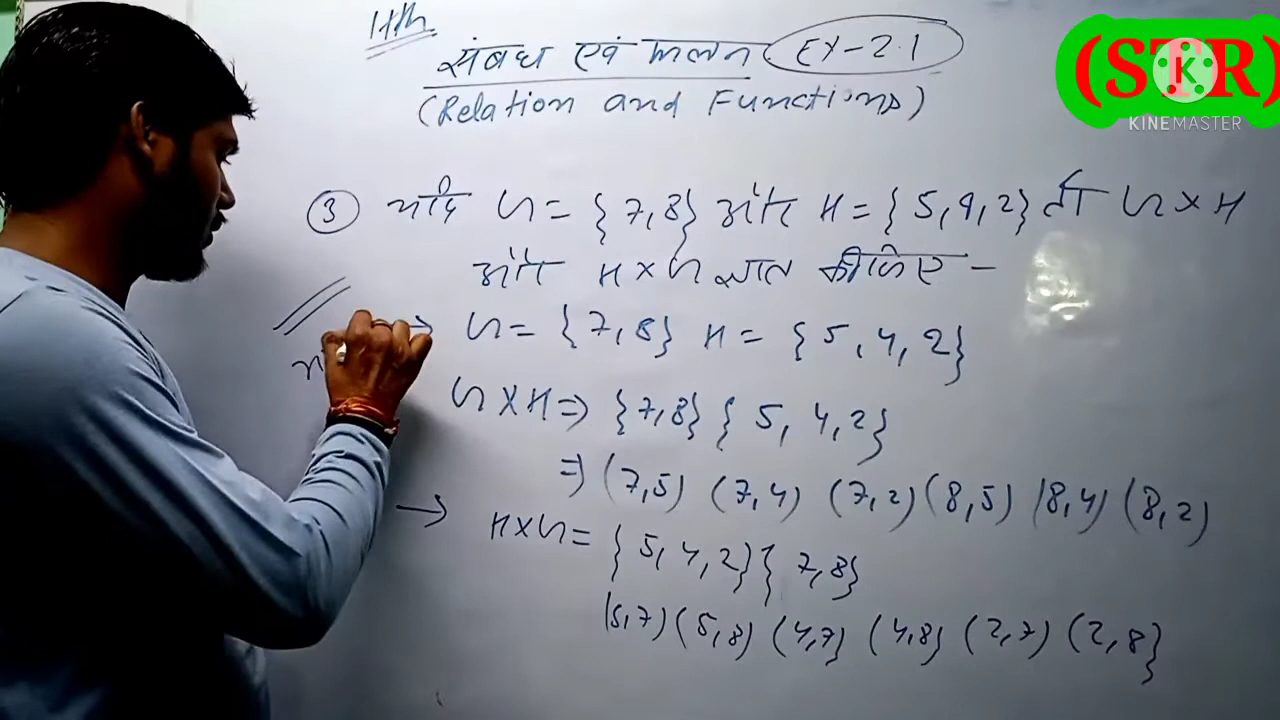 11th
संबंध एवं फलन Ex-2.1
(Relation and Functions)
(STR)
K
KINEMASTER
③ यदि G = {7,8} और H = {5,4,2} तो G × H
और H × G ज्ञात कीजिए –
→ G = {7,8} H = {5,4,2}
G × H ⇒ {7,8} {5,4,2}
⇒ (7,5) (7,4) (7,2) (8,5) (8,4) (8,2)
→ H × G = {5,4,2} {7,8}
(5,7) (5,8) (4,7} (4,8} (2,7) (2,8}